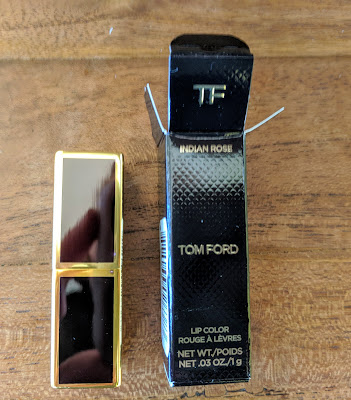 TF
INDIAN ROSE
TOM FORD
LIP COLOR
ROUGE À LÈVRES
NET WT./POIDS
NET .03 OZ./1 g